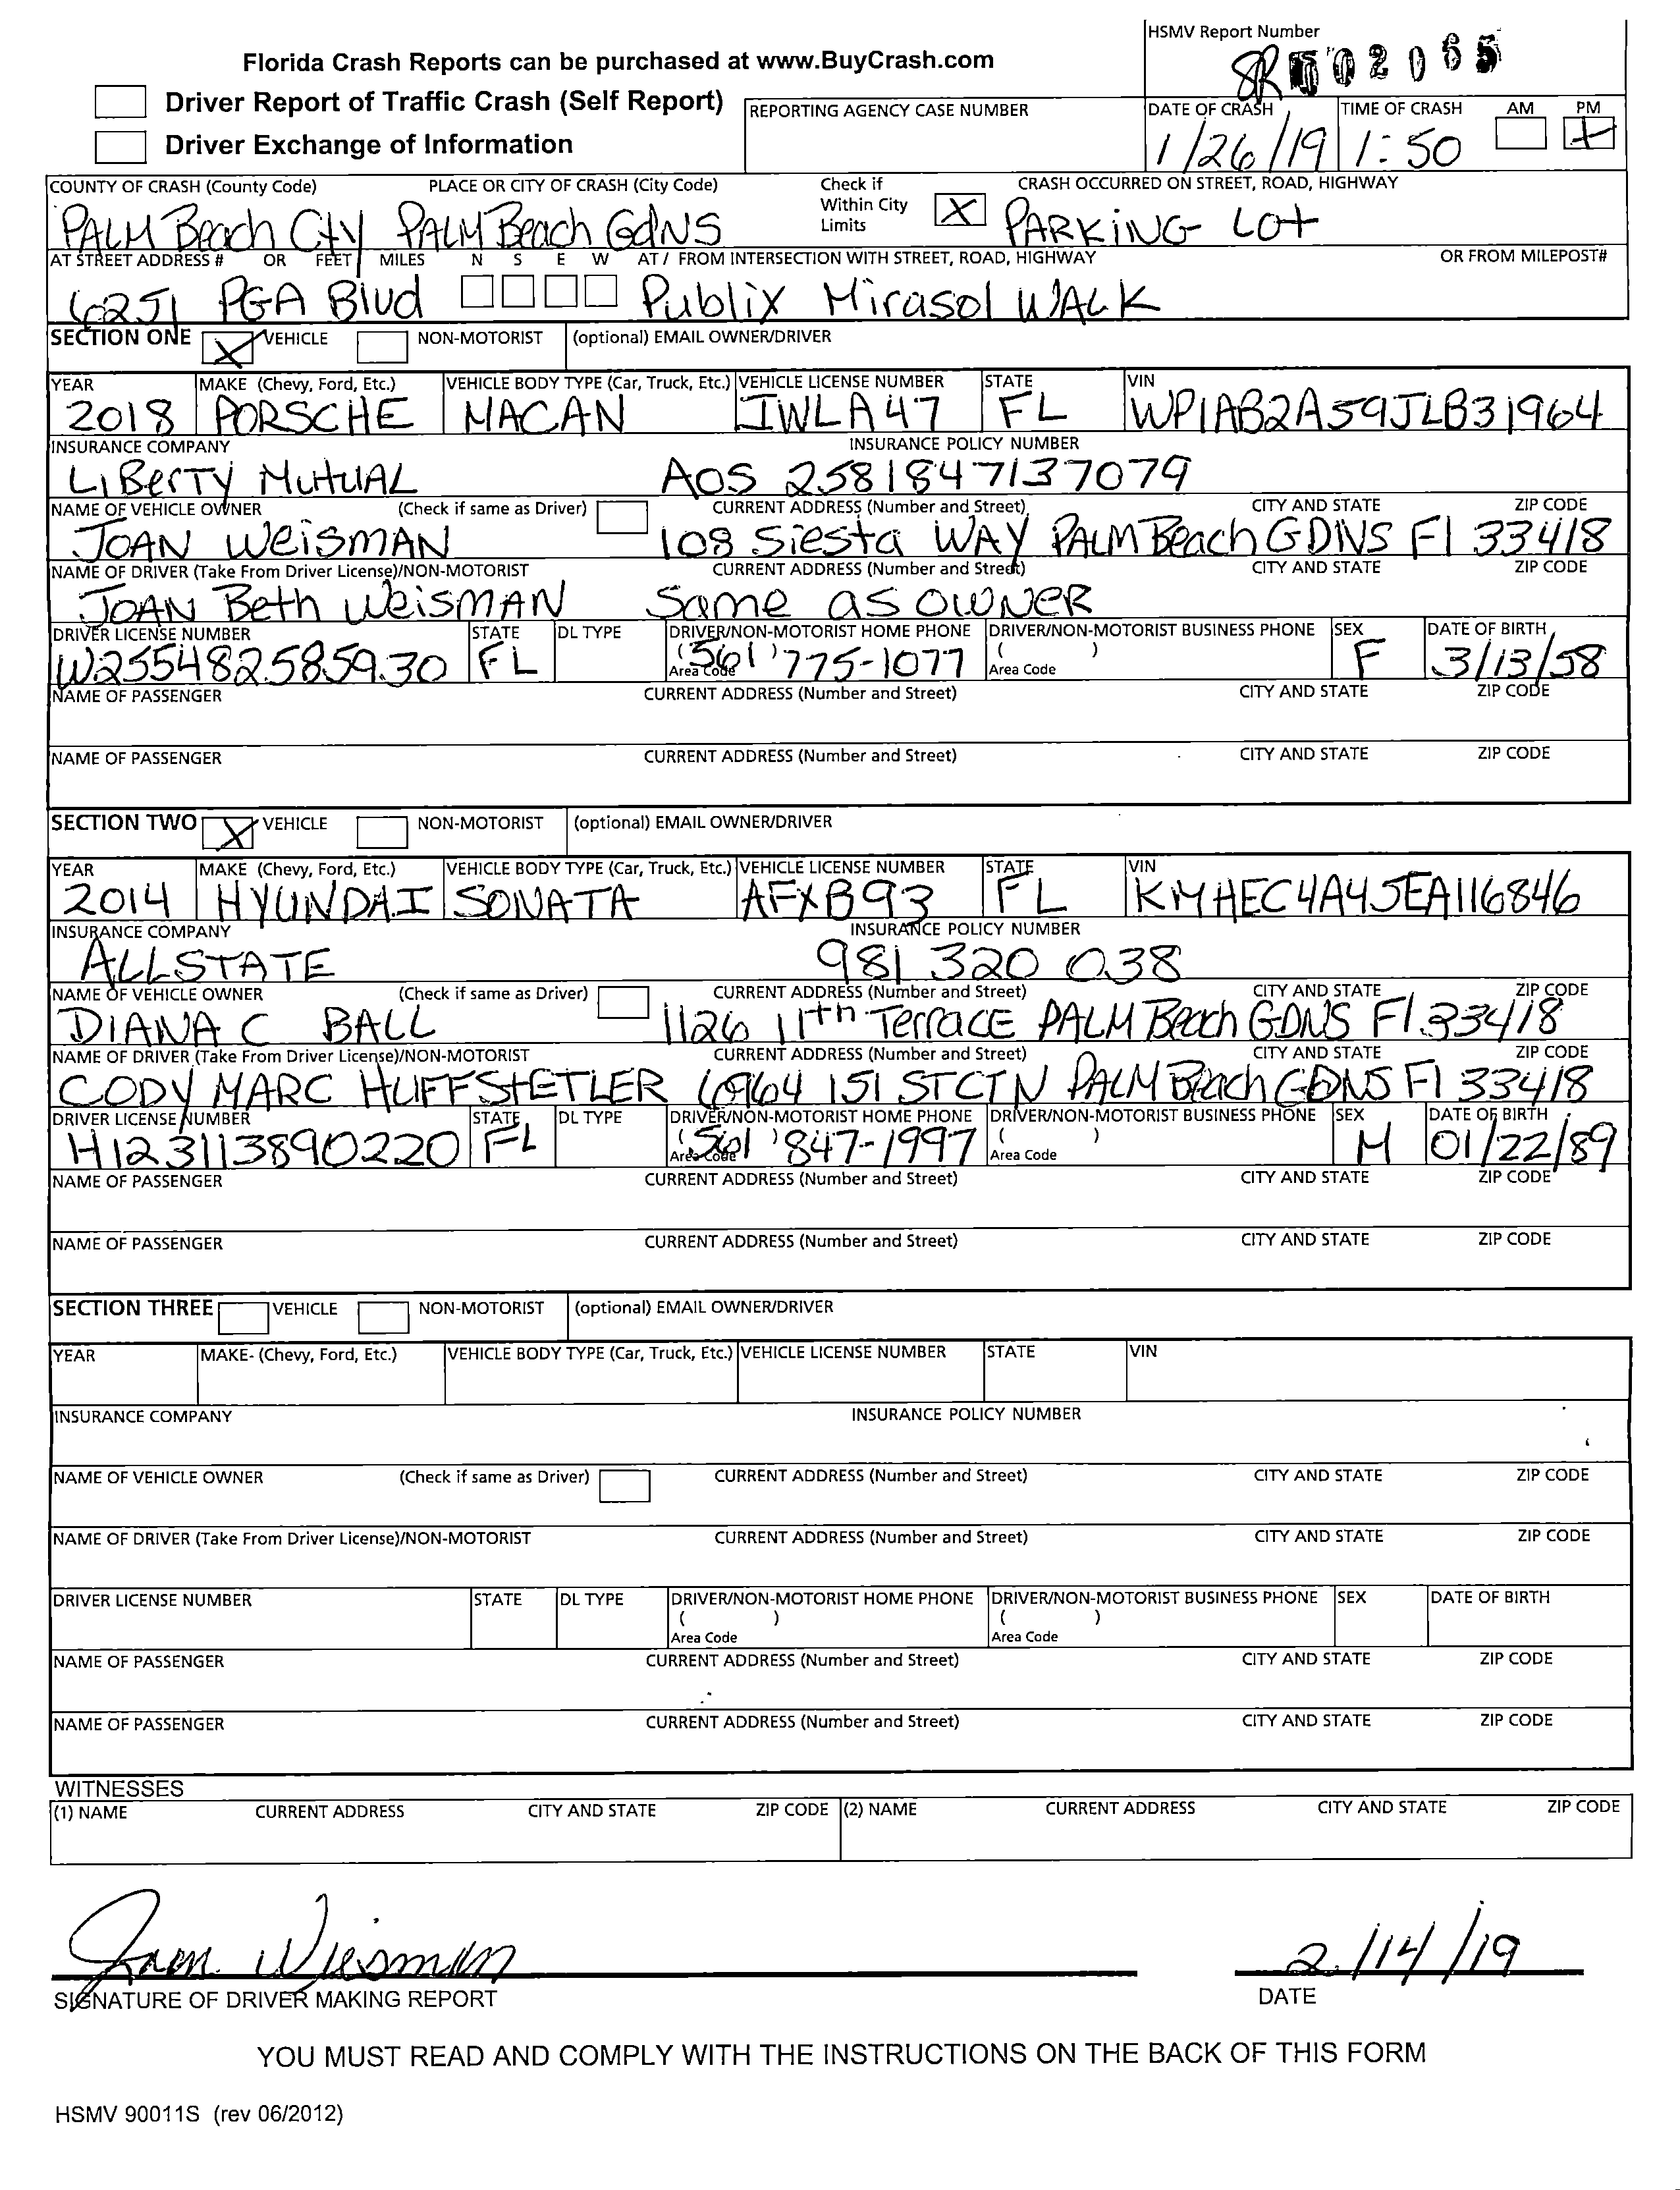 HSMV Report Number
Florida Crash Reports can be purchased at www.BuyCrash.com
Driver Report of Traffic Crash (Self Report)
Driver Exchange of Information
REPORTING AGENCY CASE NUMBER
DATE OF CRASH TIME OF CRASH AM PM
1/26/19 1:50 X
COUNTY OF CRASH (County Code) PLACE OR CITY OF CRASH (City Code) Check if Within City Limits CRASH OCCURRED ON STREET, ROAD, HIGHWAY
PALM Beach Cty PALM Beach GdNS X PARKiNG Lot
AT STREET ADDRESS # OR FEET MILES N S E W AT / FROM INTERSECTION WITH STREET, ROAD, HIGHWAY OR FROM MILEPOST#
6251 PGA Blvd Publix Mirasol WALK
SECTION ONE X VEHICLE NON-MOTORIST (optional) EMAIL OWNER/DRIVER
YEAR MAKE (Chevy, Ford, Etc.) VEHICLE BODY TYPE (Car, Truck, Etc.) VEHICLE LICENSE NUMBER STATE VIN
2018 PORSCHE MACAN IWLA47 FL WP1AB2A59JLB31964
INSURANCE COMPANY INSURANCE POLICY NUMBER
LiBerTy MutuAL AOS 2581847137079
NAME OF VEHICLE OWNER (Check if same as Driver) CURRENT ADDRESS (Number and Street) CITY AND STATE ZIP CODE
JOAN WeismAN 108 Siesta WAY PALM Beach GDNS Fl 33418
NAME OF DRIVER (Take From Driver License)/NON-MOTORIST CURRENT ADDRESS (Number and Street) CITY AND STATE ZIP CODE
JOAN Beth WeisMAN Same as OWNeR
DRIVER LICENSE NUMBER STATE DL TYPE DRIVER/NON-MOTORIST HOME PHONE DRIVER/NON-MOTORIST BUSINESS PHONE SEX DATE OF BIRTH
W255482585930 FL (561) 775-1077 ( ) F 3/13/58
Area Code Area Code
NAME OF PASSENGER CURRENT ADDRESS (Number and Street) CITY AND STATE ZIP CODE
NAME OF PASSENGER CURRENT ADDRESS (Number and Street) CITY AND STATE ZIP CODE
SECTION TWO X VEHICLE NON-MOTORIST (optional) EMAIL OWNER/DRIVER
YEAR MAKE (Chevy, Ford, Etc.) VEHICLE BODY TYPE (Car, Truck, Etc.) VEHICLE LICENSE NUMBER STATE VIN
2014 HYUNDAI SONATA AFXB93 FL KMHEC4A45EA116846
INSURANCE COMPANY INSURANCE POLICY NUMBER
ALLSTATE 981 320 038
NAME OF VEHICLE OWNER (Check if same as Driver) CURRENT ADDRESS (Number and Street) CITY AND STATE ZIP CODE
DIANA C BALL 1126 11th TerracE PALM Beach GDNS Fl 33418
NAME OF DRIVER (Take From Driver License)/NON-MOTORIST CURRENT ADDRESS (Number and Street) CITY AND STATE ZIP CODE
CODY MARC HUFFStETLER 6964 151 STCTN PALM Beach GDNS Fl 33418
DRIVER LICENSE NUMBER STATE DL TYPE DRIVER/NON-MOTORIST HOME PHONE DRIVER/NON-MOTORIST BUSINESS PHONE SEX DATE OF BIRTH
H123113890220 FL (561) 847-1997 ( ) M 01/22/89
Area Code Area Code
NAME OF PASSENGER CURRENT ADDRESS (Number and Street) CITY AND STATE ZIP CODE
NAME OF PASSENGER CURRENT ADDRESS (Number and Street) CITY AND STATE ZIP CODE
SECTION THREE VEHICLE NON-MOTORIST (optional) EMAIL OWNER/DRIVER
YEAR MAKE- (Chevy, Ford, Etc.) VEHICLE BODY TYPE (Car, Truck, Etc.) VEHICLE LICENSE NUMBER STATE VIN
INSURANCE COMPANY INSURANCE POLICY NUMBER
NAME OF VEHICLE OWNER (Check if same as Driver) CURRENT ADDRESS (Number and Street) CITY AND STATE ZIP CODE
NAME OF DRIVER (Take From Driver License)/NON-MOTORIST CURRENT ADDRESS (Number and Street) CITY AND STATE ZIP CODE
DRIVER LICENSE NUMBER STATE DL TYPE DRIVER/NON-MOTORIST HOME PHONE DRIVER/NON-MOTORIST BUSINESS PHONE SEX DATE OF BIRTH
( ) ( )
Area Code Area Code
NAME OF PASSENGER CURRENT ADDRESS (Number and Street) CITY AND STATE ZIP CODE
NAME OF PASSENGER CURRENT ADDRESS (Number and Street) CITY AND STATE ZIP CODE
WITNESSES
(1) NAME CURRENT ADDRESS CITY AND STATE ZIP CODE (2) NAME CURRENT ADDRESS CITY AND STATE ZIP CODE
2/14/19
SIGNATURE OF DRIVER MAKING REPORT DATE
YOU MUST READ AND COMPLY WITH THE INSTRUCTIONS ON THE BACK OF THIS FORM
HSMV 90011S (rev 06/2012)